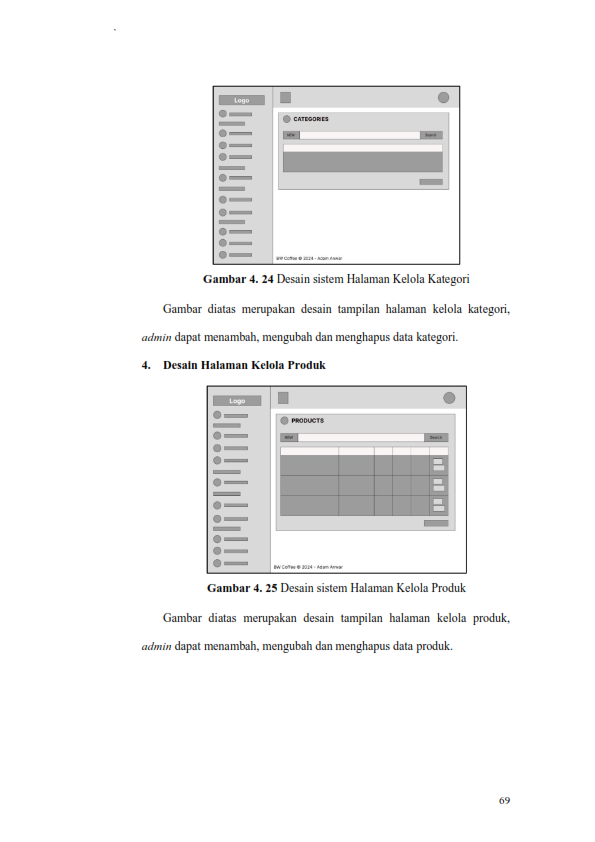 Logo
CATEGORIES
NEW Search
BW Coffee © 2024 - Adam Anwar
Gambar 4. 24 Desain sistem Halaman Kelola Kategori
Gambar diatas merupakan desain tampilan halaman kelola kategori,
admin dapat menambah, mengubah dan menghapus data kategori.
4. Desain Halaman Kelola Produk
Logo
PRODUCTS
NEW Search
BW Coffee © 2024 - Adam Anwar
Gambar 4. 25 Desain sistem Halaman Kelola Produk
Gambar diatas merupakan desain tampilan halaman kelola produk,
admin dapat menambah, mengubah dan menghapus data produk.
69